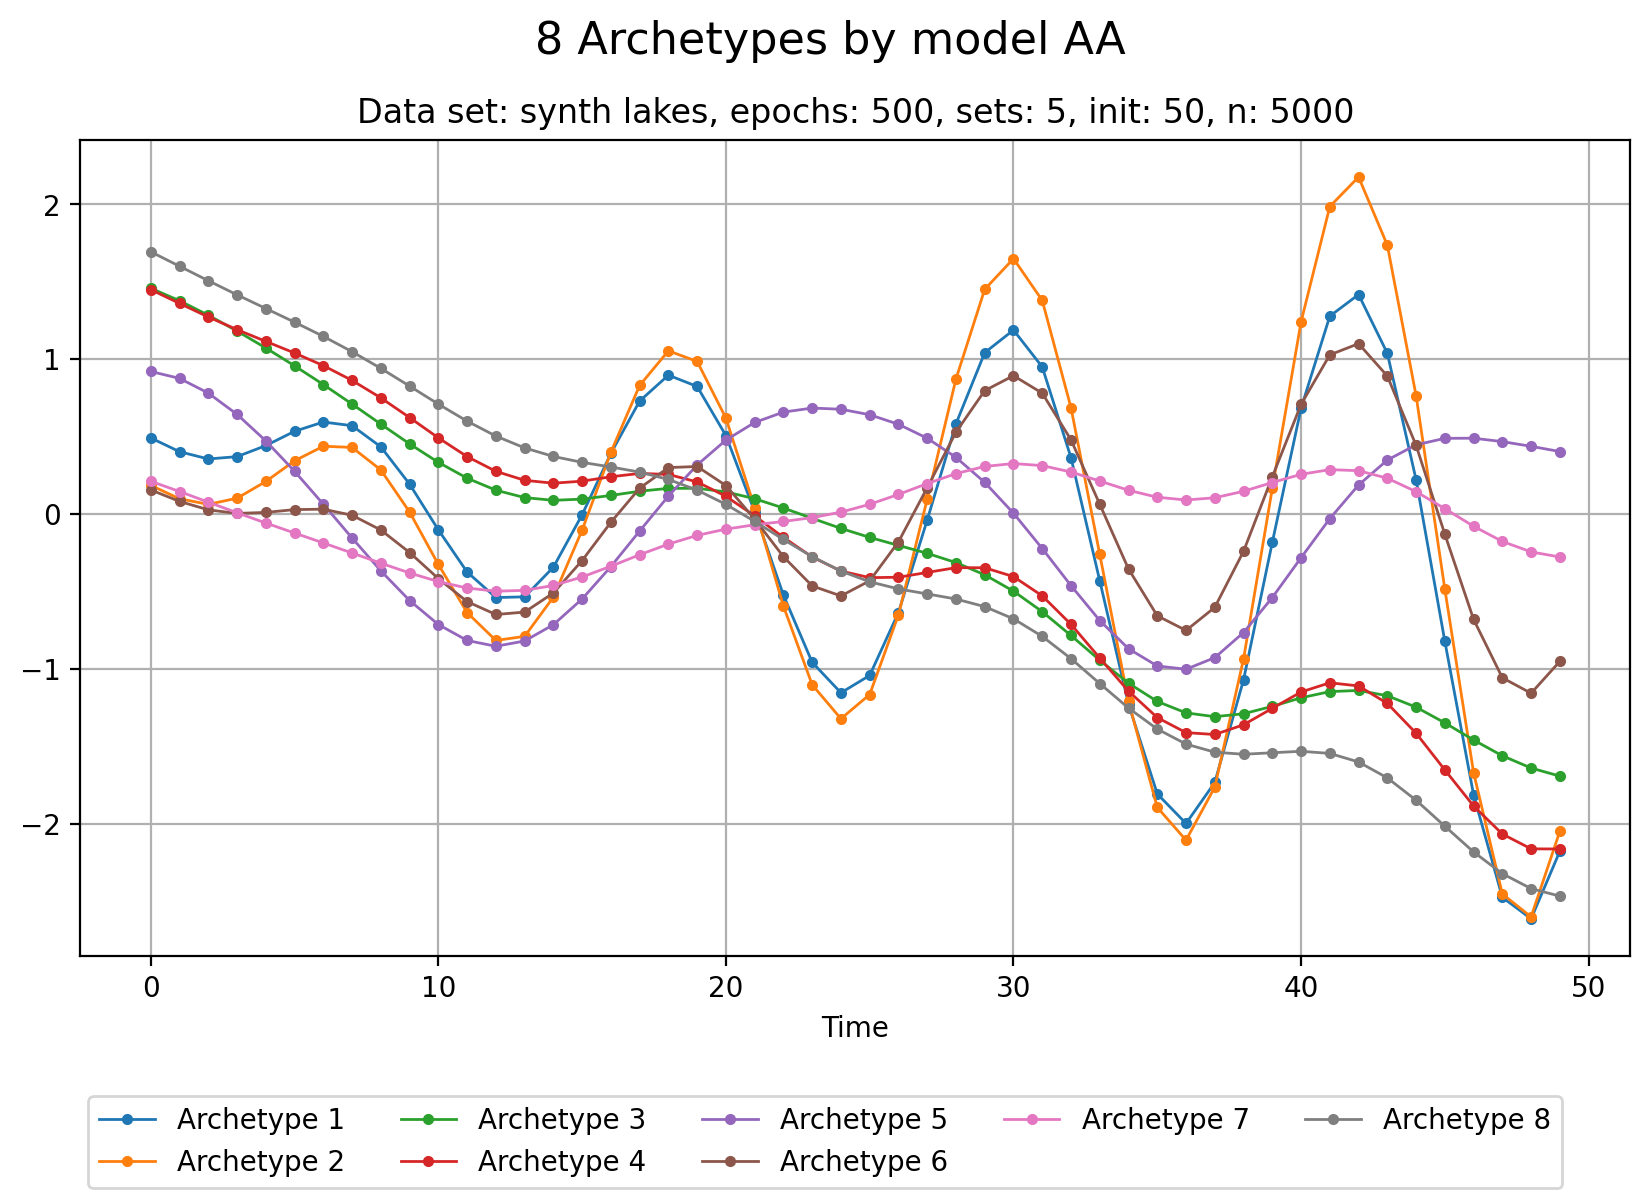 8 Archetypes by model AA
Data set: synth lakes, epochs: 500, sets: 5, init: 50, n: 5000
2
1
0
−1
−2
0 10 20 30 40 50
Time
Archetype 1 Archetype 3 Archetype 5 Archetype 7 Archetype 8
Archetype 2 Archetype 4 Archetype 6